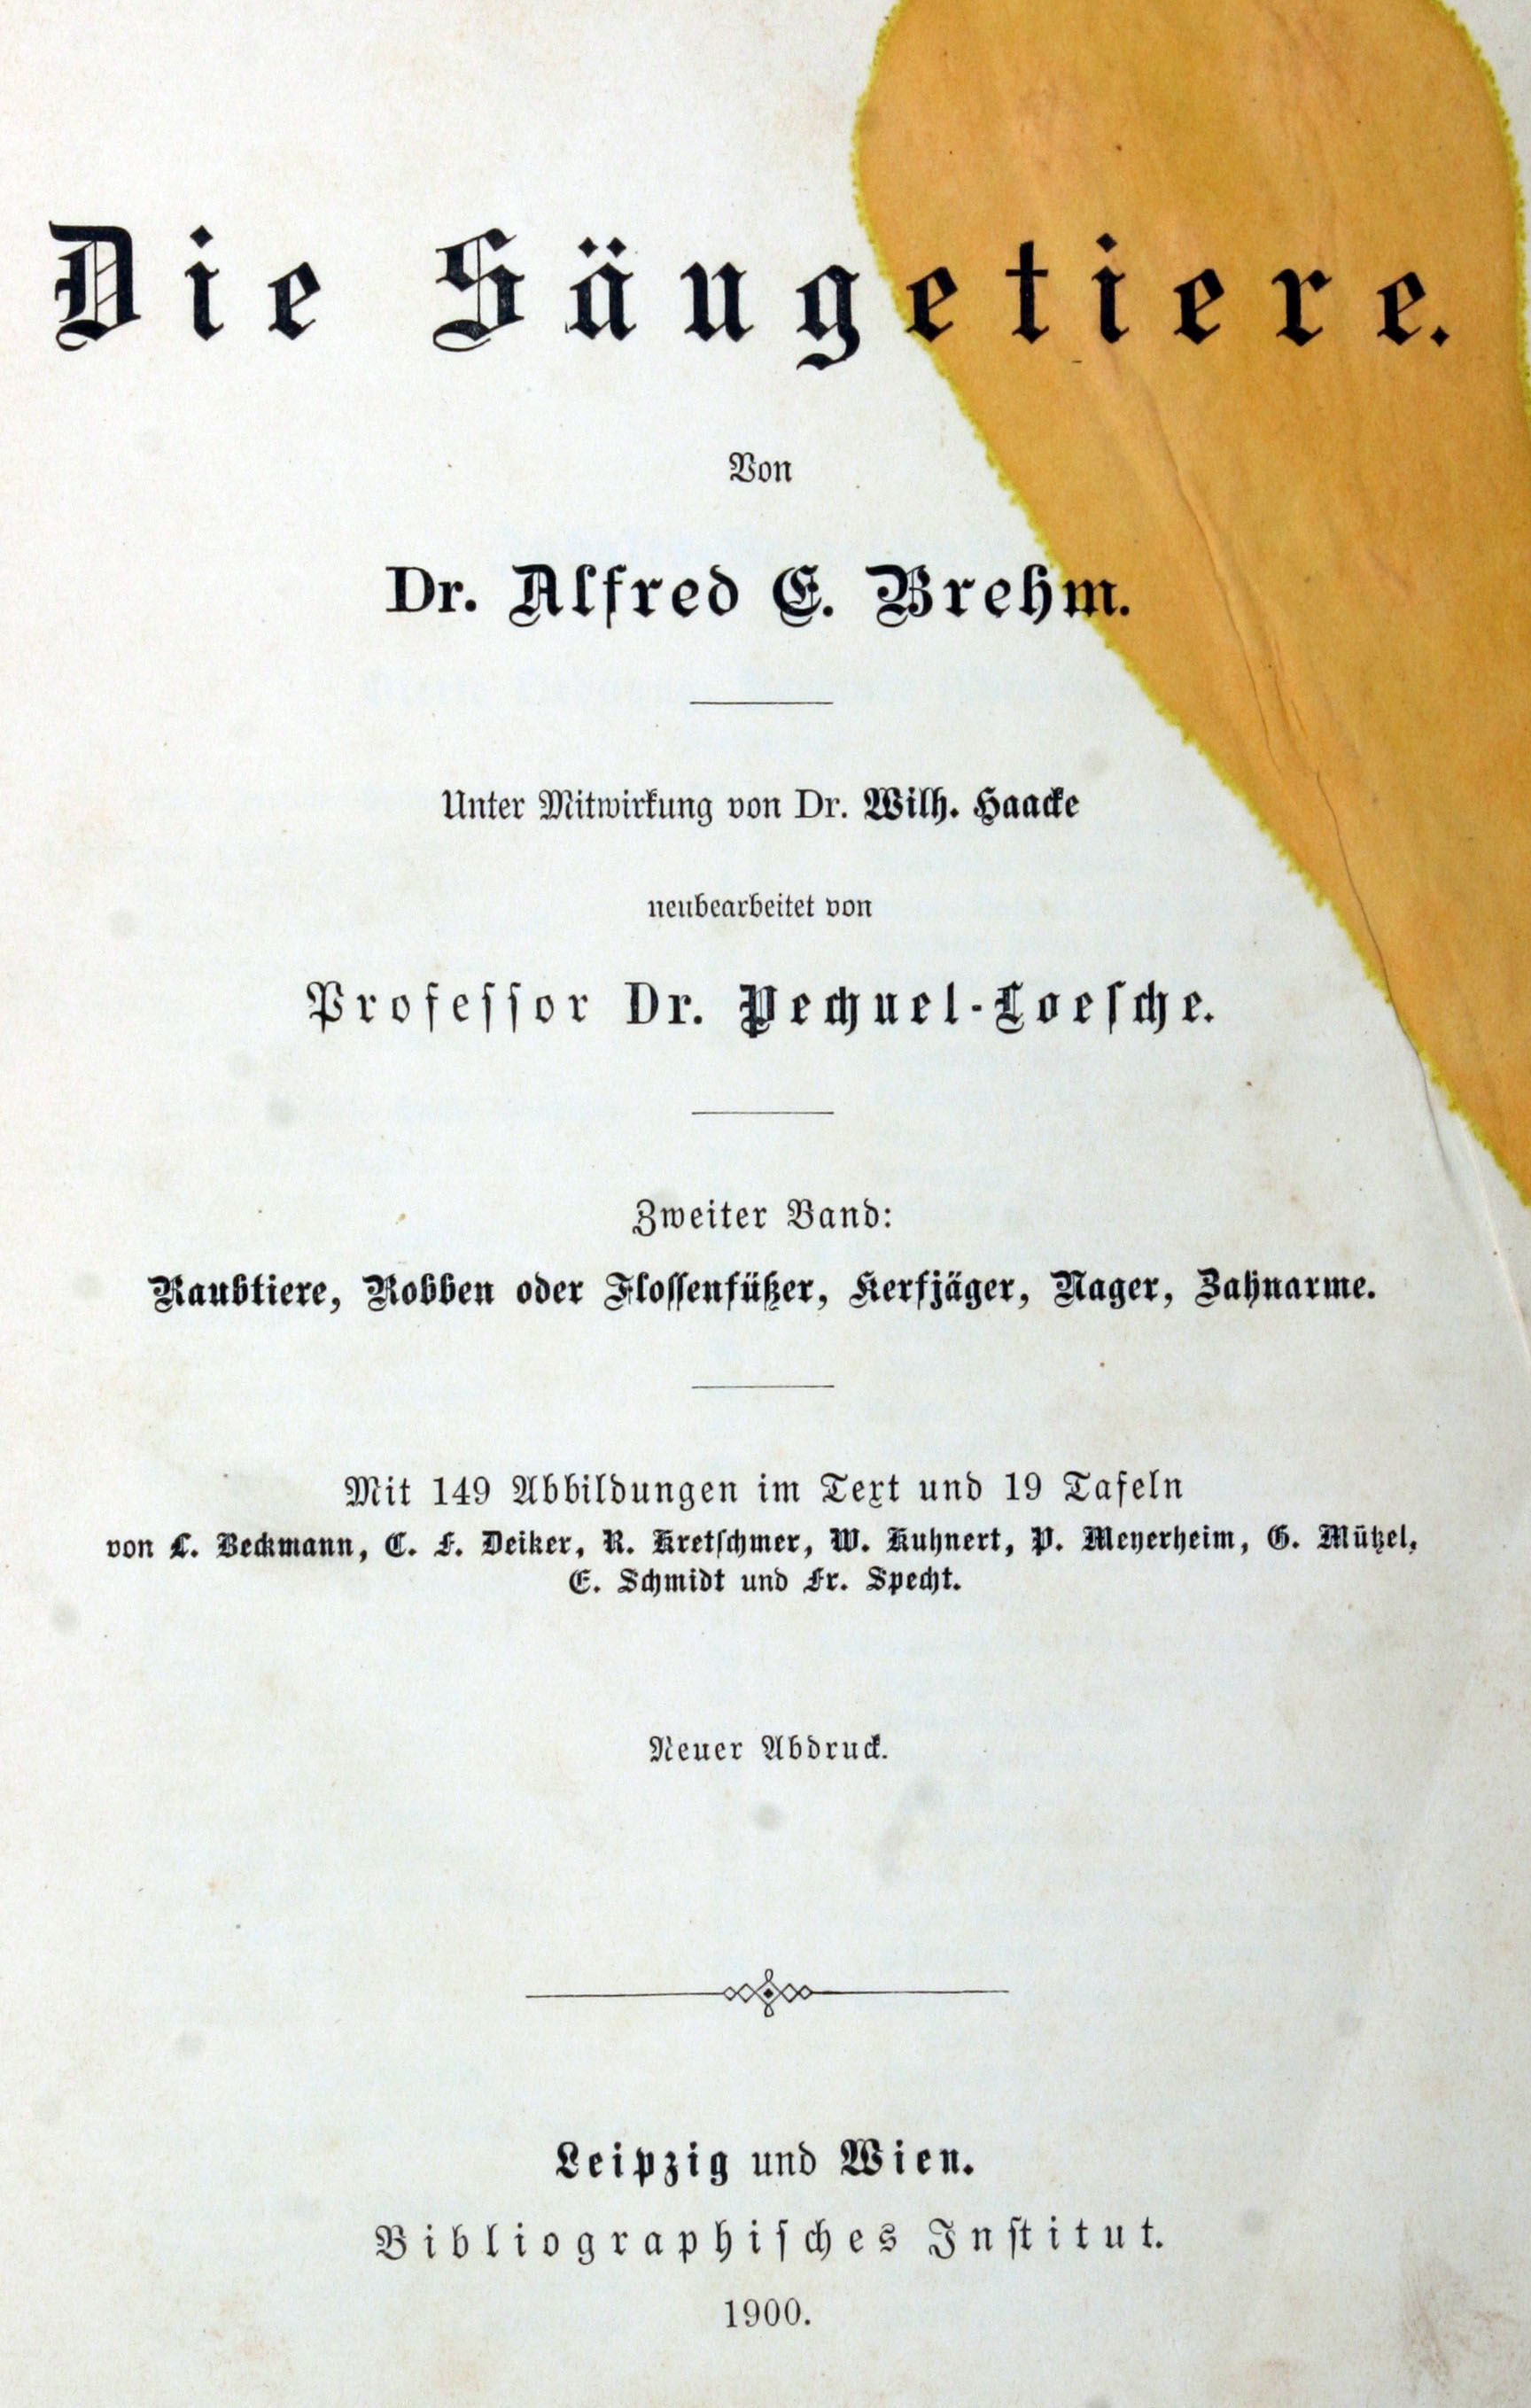 Die Säugetiere.
Von
Dr. Alfred E. Brehm.
Unter Mitwirkung von Dr. Wilh. Haacke
neubearbeitet von
Professor Dr. Pechuel-Loesche.
Zweiter Band:
Raubtiere, Robben oder Flossenfüßer, Kerfjäger, Nager, Zahnarme.
Mit 149 Abbildungen im Text und 19 Tafeln
von L. Beckmann, C. F. Deiker, R. Kretschmer, W. Kuhnert, P. Meyerheim, G. Mützel,
E. Schmidt und Fr. Specht.
Neuer Abdruck.
Leipzig und Wien.
Bibliographisches Institut.
1900.